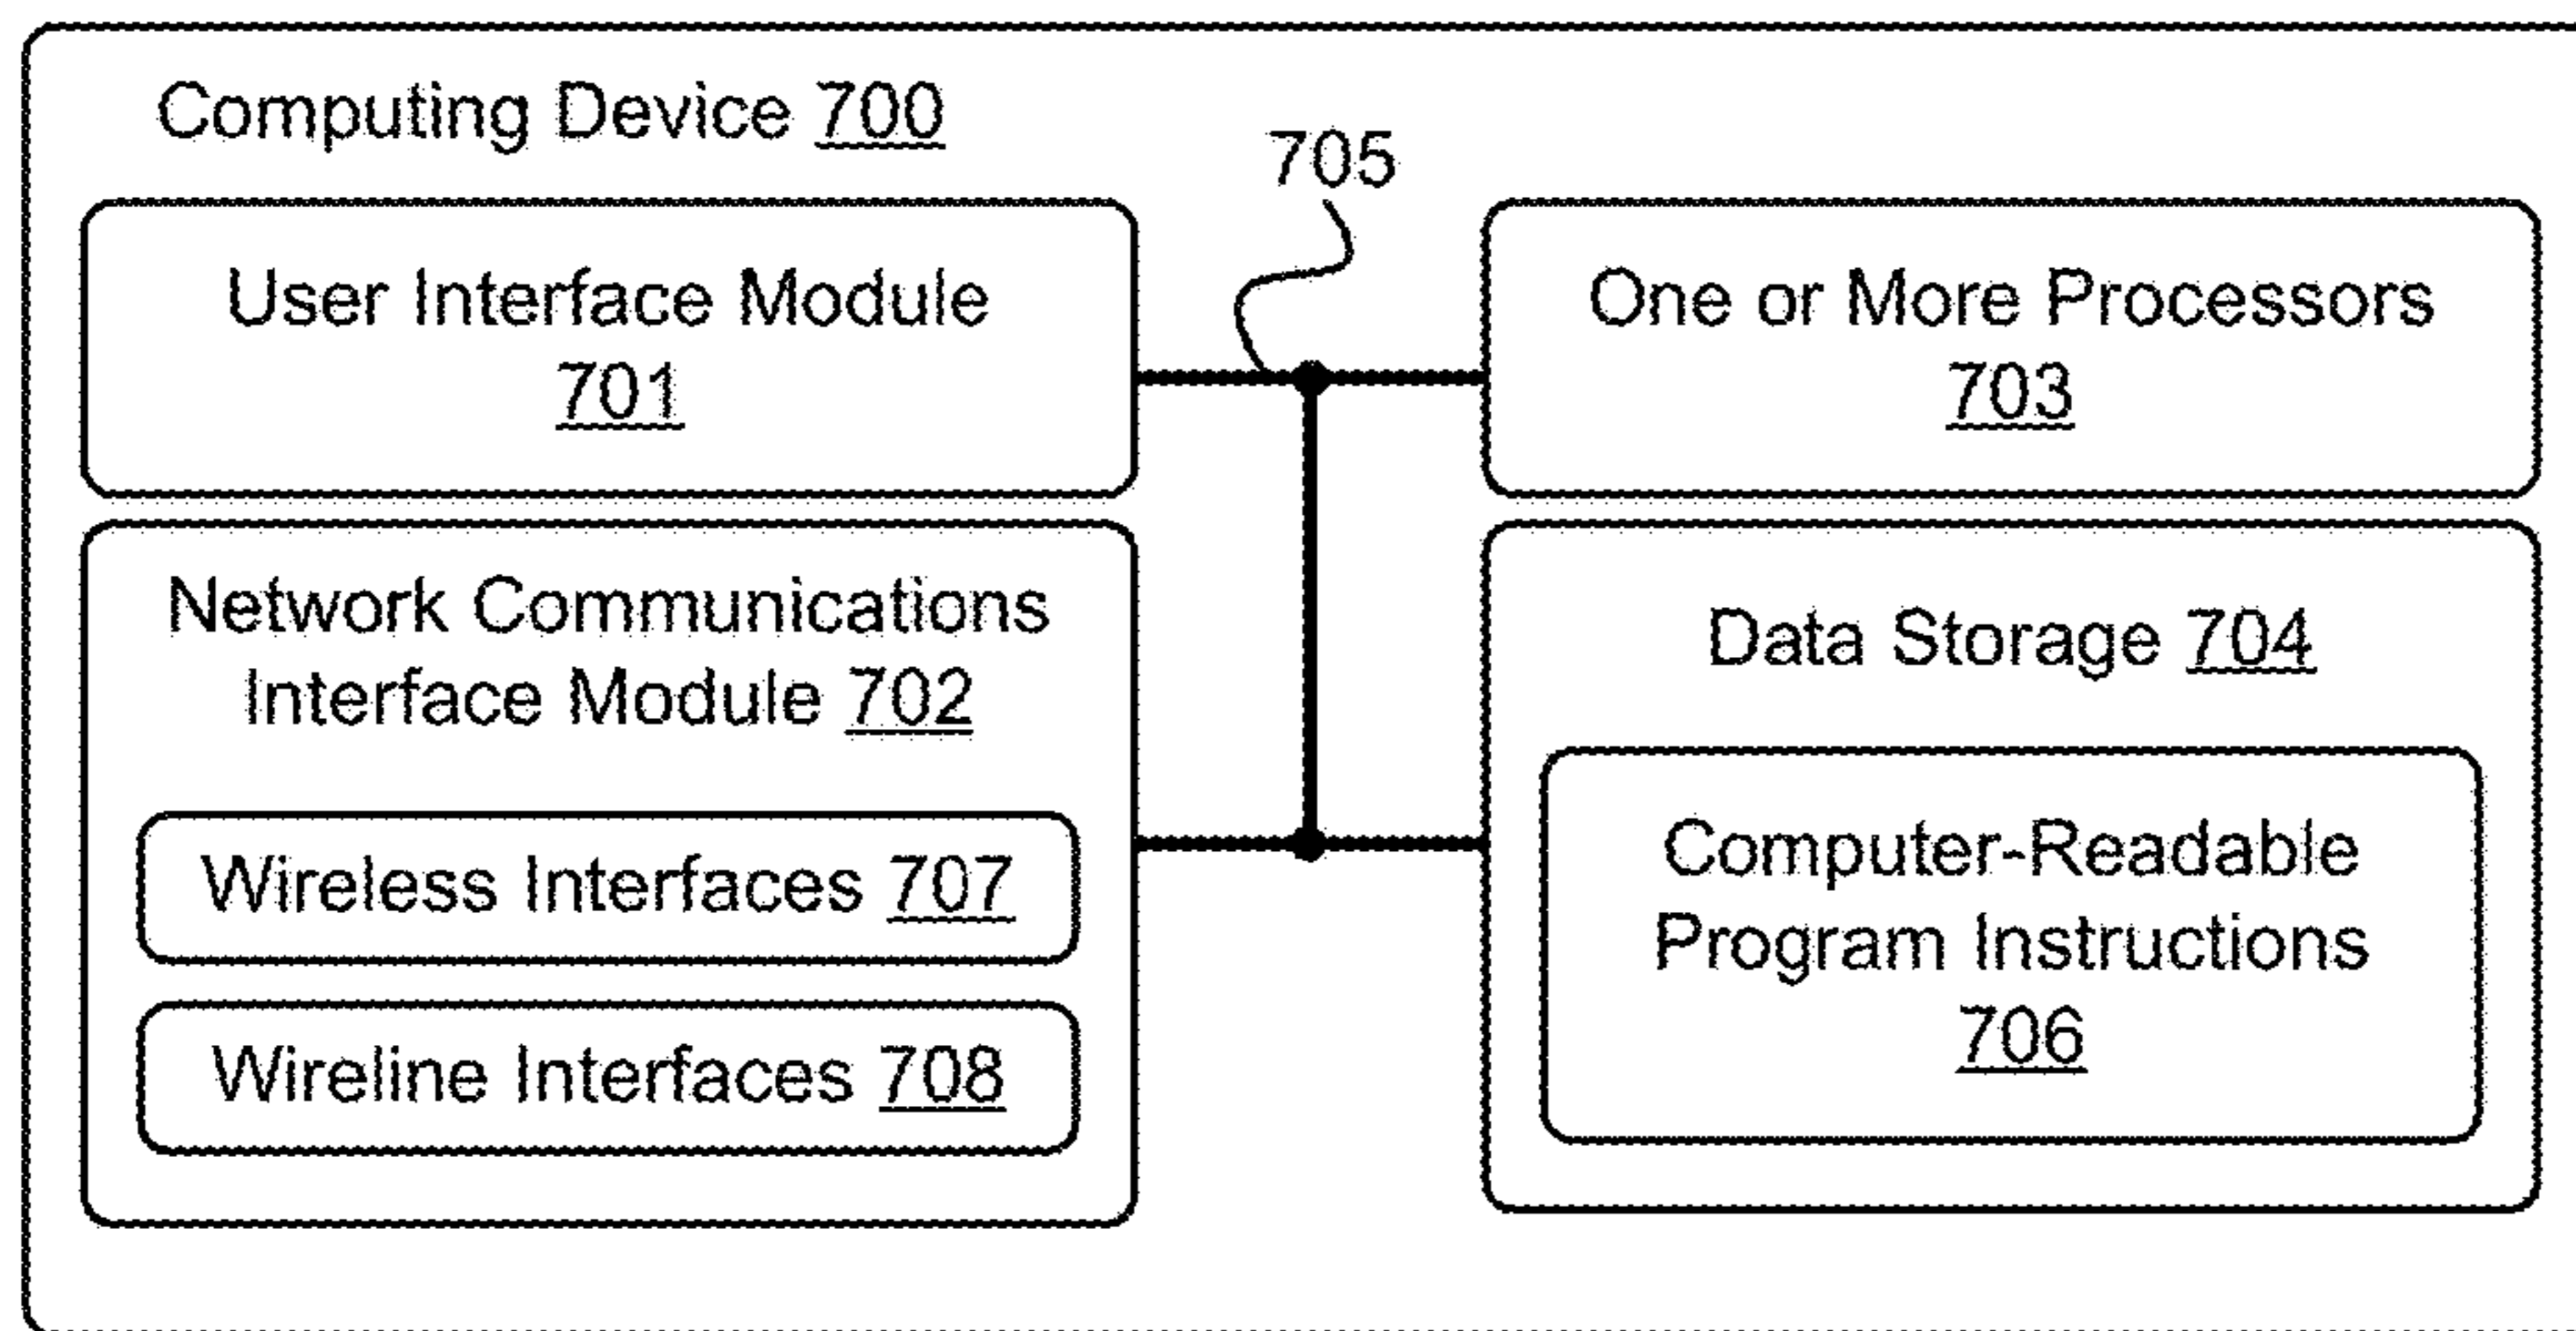 Computing Device 700
705
User Interface Module
701
One or More Processors
703
Network Communications
Interface Module 702
Wireless Interfaces 707
Wireline Interfaces 708
Data Storage 704
Computer-Readable
Program Instructions
706